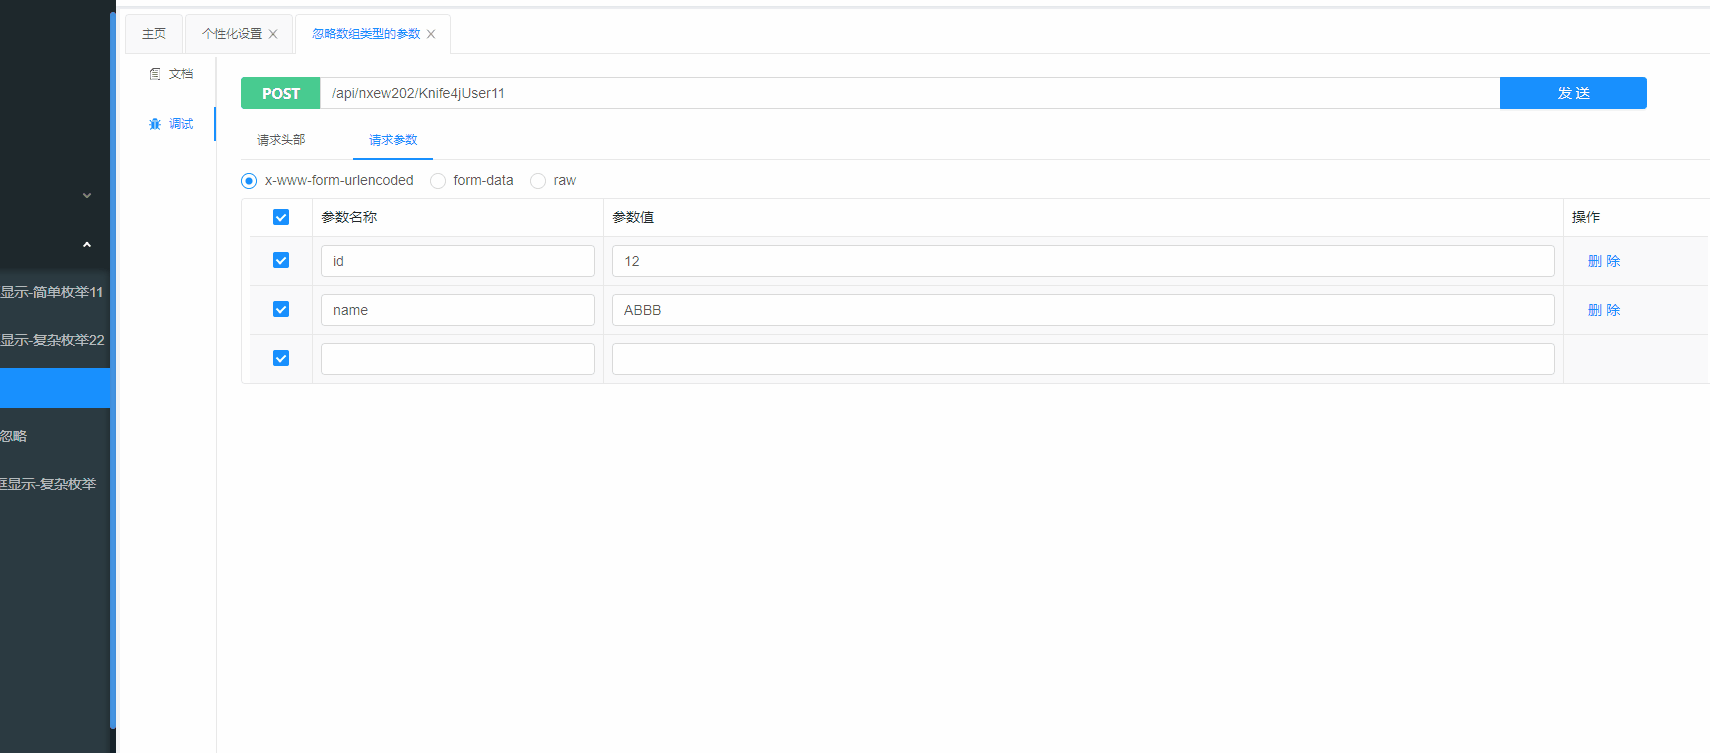 主页 个性化设置 忽略数组类型的参数
文档
调试
POST /api/nxew202/Knife4jUser11 发 送
请求头部 请求参数
x-www-form-urlencoded form-data raw
参数名称 参数值 操作
id 12 删 除
name ABBB 删 除
显示-简单枚举11
显示-复杂枚举22
忽略
显示-复杂枚举